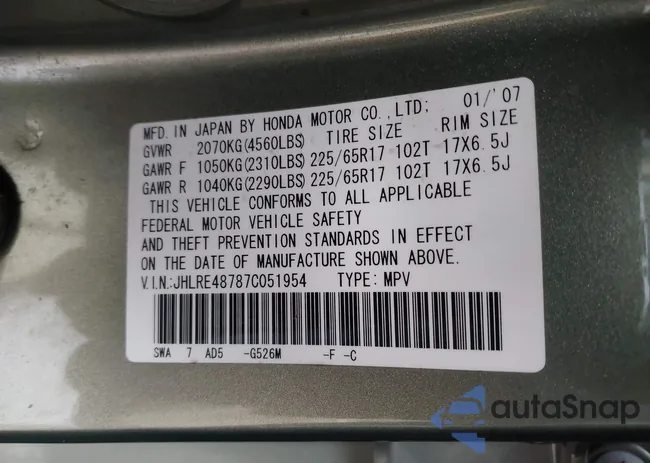 MFD. IN JAPAN BY HONDA MOTOR CO.,LTD: 01/'07
GVWR 2070KG(4560LBS) TIRE SIZE RIM SIZE
GAWR F 1050KG(2310LBS) 225/65R17 102T 17X6.5J
GAWR R 1040KG(2290LBS) 225/65R17 102T 17X6.5J
THIS VEHICLE CONFORMS TO ALL APPLICABLE
FEDERAL MOTOR VEHICLE SAFETY
AND THEFT PREVENTION STANDARDS IN EFFECT
ON THE DATE OF MANUFACTURE SHOWN ABOVE.
V.I.N.:JHLRE48787C051954 TYPE: MPV
SWA 7 AD5 -G526M -F -C
autoSnap